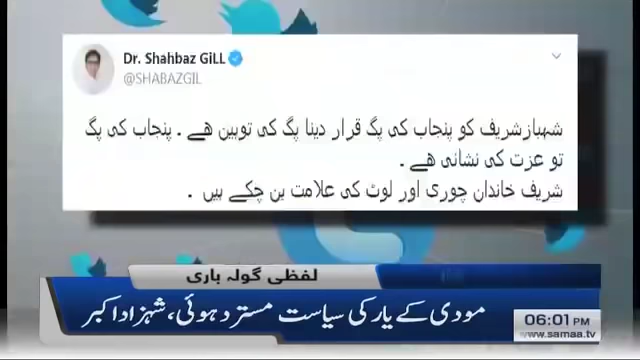 Dr. Shahbaz GiLL
@SHABAZGIL
شہبازشریف کو پنجاب کی پگ قرار دینا پگ کی توہین ھے . پنجاب کی پگ
تو عزت کی نشانی ھے .
شریف خاندان چوری اور لوٹ کی علامت بن چکے ہیں .
لفظی گولہ باری
مودی کے یار کی سیاست مسترد ہوئی، شہزاد اکبر
06:01 PM
www.samaa.tv